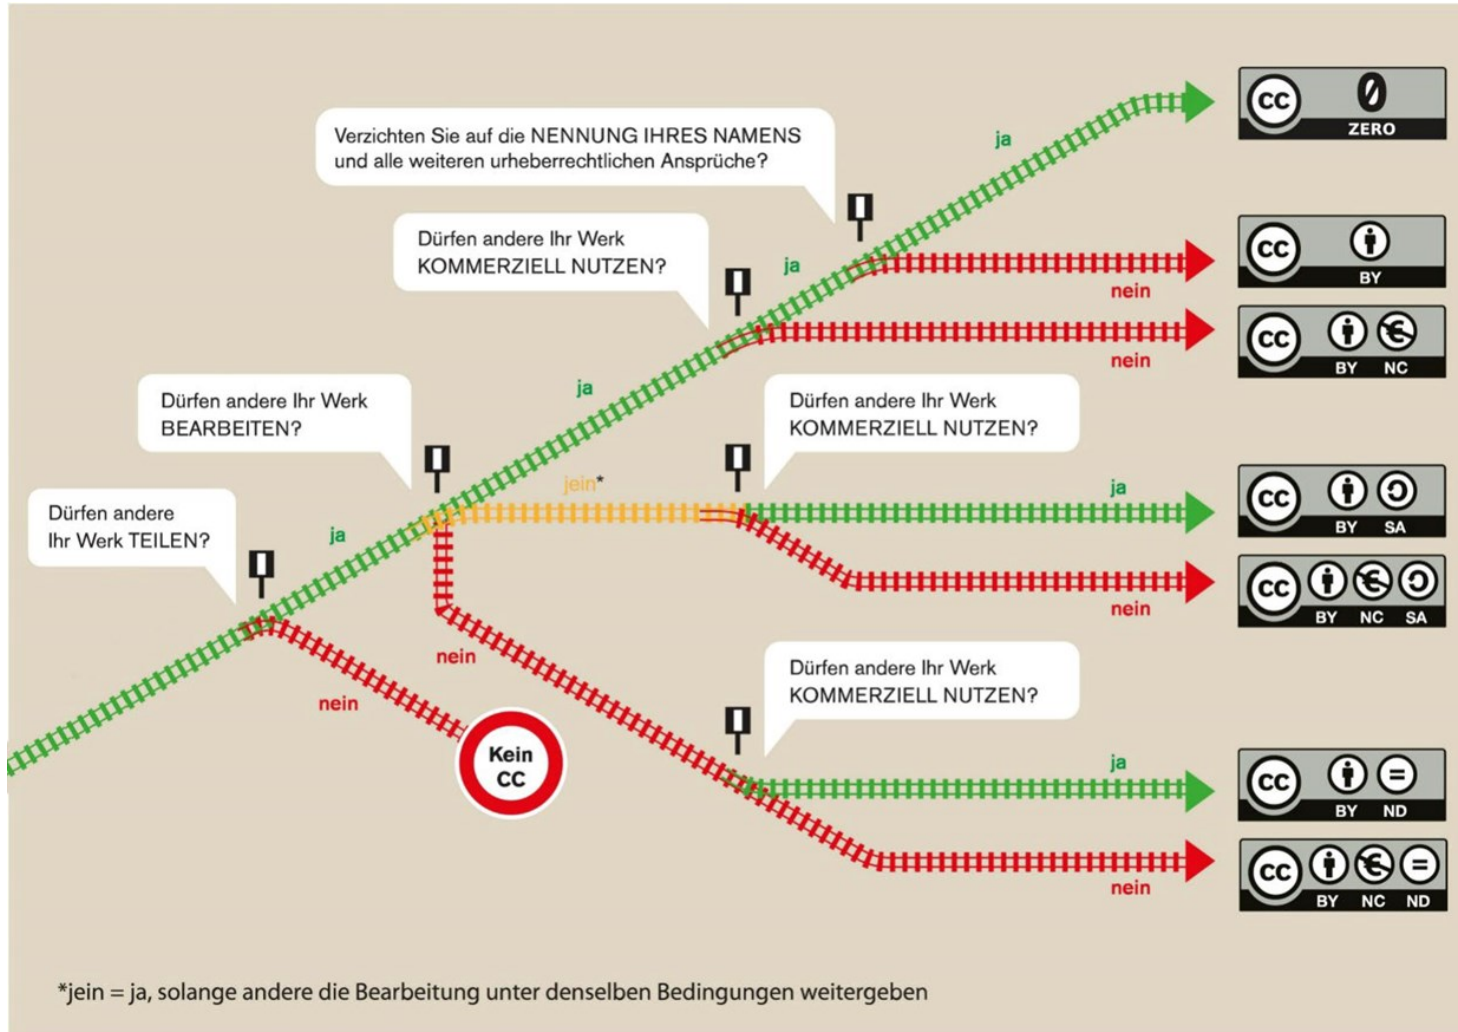 cc 0
ZERO
ja
Verzichten Sie auf die NENNUNG IHRES NAMENS
und alle weiteren urheberrechtlichen Ansprüche?
Dürfen andere Ihr Werk
KOMMERZIELL NUTZEN?
ja
nein
cc
BY
nein
cc
BY NC
ja
Dürfen andere Ihr Werk
BEARBEITEN?
Dürfen andere Ihr Werk
KOMMERZIELL NUTZEN?
jein*
ja
cc
BY SA
Dürfen andere
Ihr Werk TEILEN?
ja
nein
cc
BY NC SA
nein
nein
Kein
CC
Dürfen andere Ihr Werk
KOMMERZIELL NUTZEN?
ja
cc =
BY ND
nein
cc =
BY NC ND
*jein = ja, solange andere die Bearbeitung unter denselben Bedingungen weitergeben